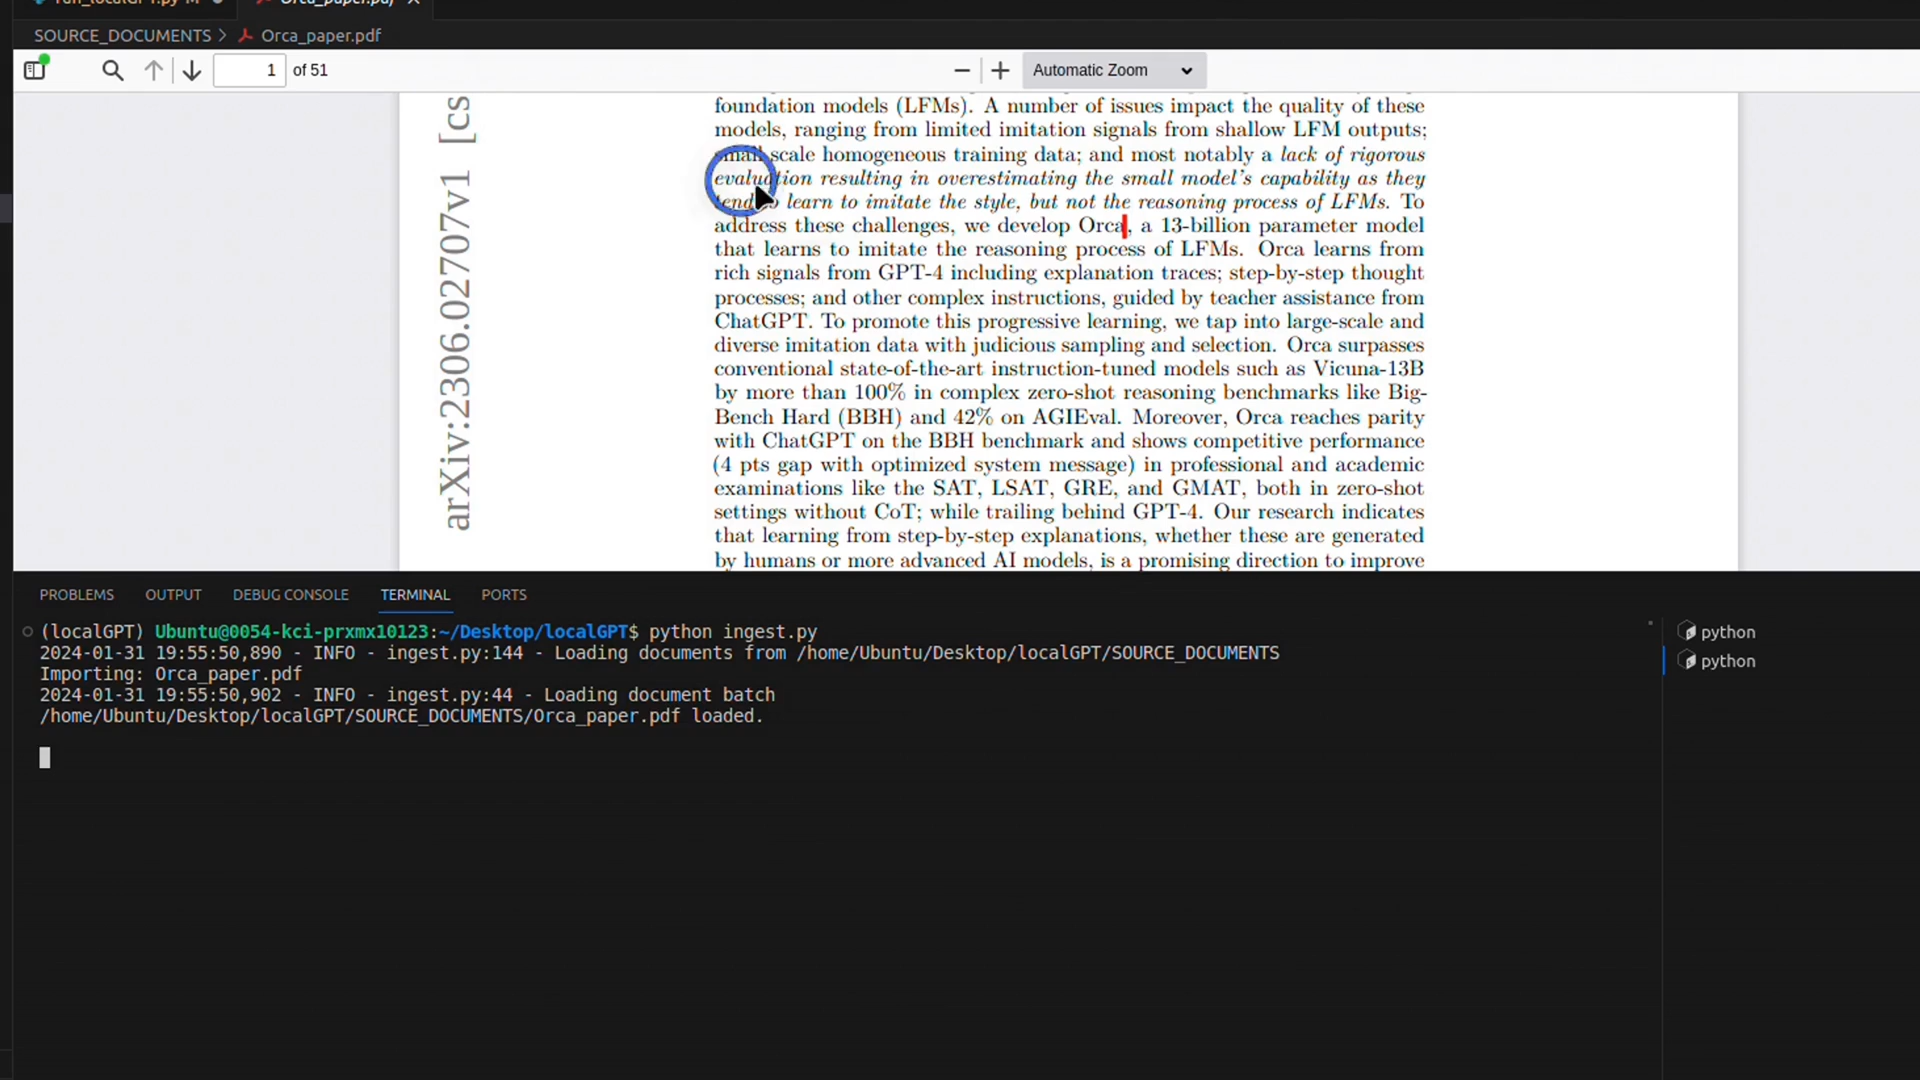 SOURCE_DOCUMENTS > Orca_paper.pdf
1 of 51
Automatic Zoom
arXiv:2306.02707v1 [cs
foundation models (LFMs). A number of issues impact the quality of these
models, ranging from limited imitation signals from shallow LFM outputs;
small scale homogeneous training data; and most notably a lack of rigorous
evaluation resulting in overestimating the small model's capability as they
tend to learn to imitate the style, but not the reasoning process of LFMs. To
address these challenges, we develop Orca, a 13-billion parameter model
that learns to imitate the reasoning process of LFMs. Orca learns from
rich signals from GPT-4 including explanation traces; step-by-step thought
processes; and other complex instructions, guided by teacher assistance from
ChatGPT. To promote this progressive learning, we tap into large-scale and
diverse imitation data with judicious sampling and selection. Orca surpasses
conventional state-of-the-art instruction-tuned models such as Vicuna-13B
by more than 100% in complex zero-shot reasoning benchmarks like Big-
Bench Hard (BBH) and 42% on AGIEval. Moreover, Orca reaches parity
with ChatGPT on the BBH benchmark and shows competitive performance
(4 pts gap with optimized system message) in professional and academic
examinations like the SAT, LSAT, GRE, and GMAT, both in zero-shot
settings without CoT; while trailing behind GPT-4. Our research indicates
that learning from step-by-step explanations, whether these are generated
by humans or more advanced AI models, is a promising direction to improve
PROBLEMS OUTPUT DEBUG CONSOLE TERMINAL PORTS
(localGPT) Ubuntu@0054-kci-prxmx10123:~/Desktop/localGPT$ python ingest.py
2024-01-31 19:55:50,890 - INFO - ingest.py:144 - Loading documents from /home/Ubuntu/Desktop/localGPT/SOURCE_DOCUMENTS
Importing: Orca_paper.pdf
2024-01-31 19:55:50,902 - INFO - ingest.py:44 - Loading document batch
/home/Ubuntu/Desktop/localGPT/SOURCE_DOCUMENTS/Orca_paper.pdf loaded.
python
python